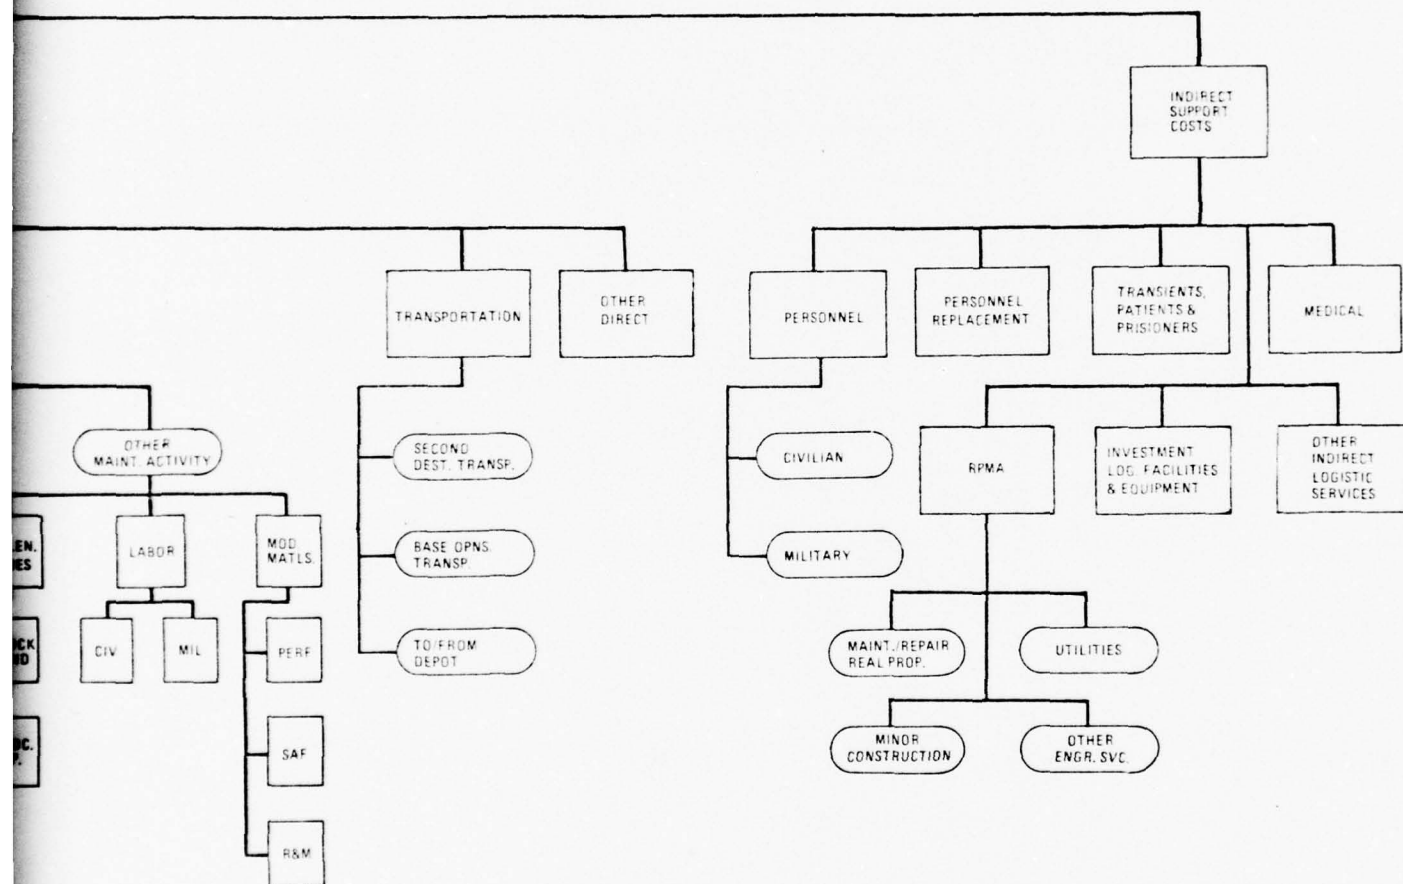 INDIRECT
SUPPORT
COSTS
TRANSPORTATION
OTHER
DIRECT
PERSONNEL
PERSONNEL
REPLACEMENT
TRANSIENTS,
PATIENTS &
PRISIONERS
MEDICAL
OTHER
MAINT. ACTIVITY
SECOND
DEST. TRANSP.
CIVILIAN
RPMA
INVESTMENT
LOG. FACILITIES
& EQUIPMENT
OTHER
INDIRECT
LOGISTIC
SERVICES
LABOR
MOD.
MATLS.
BASE OPNS.
TRANSP.
MILITARY
CIV
MIL
PERF
TO/FROM
DEPOT
MAINT./REPAIR
REAL PROP.
UTILITIES
SAF
MINOR
CONSTRUCTION
OTHER
ENGR. SVC.
R&M